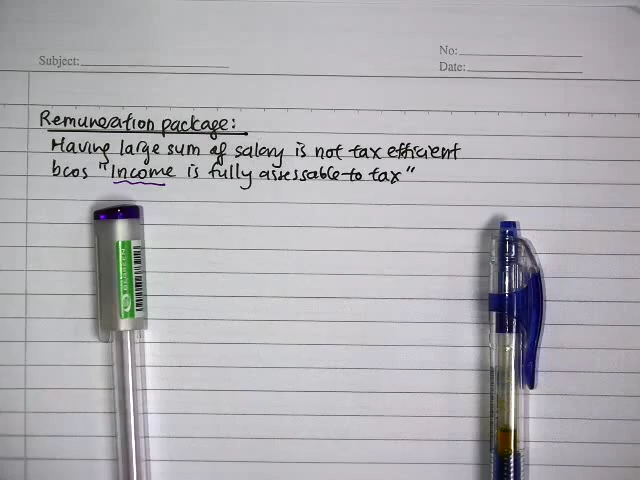 Subject:
No:
Date:
Remuneration package:
Having large sum of salary is not tax efficient
bcos "Income is fully assessable to tax"